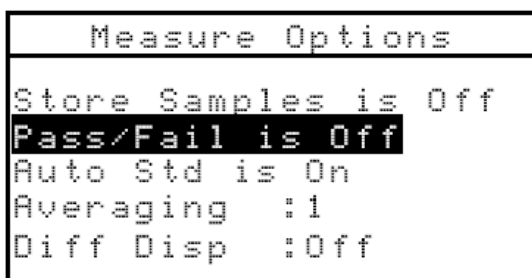 Measure Options
Store Samples is Off
Pass/Fail is Off
Auto Std is On
Averaging :1
Diff Disp :Off